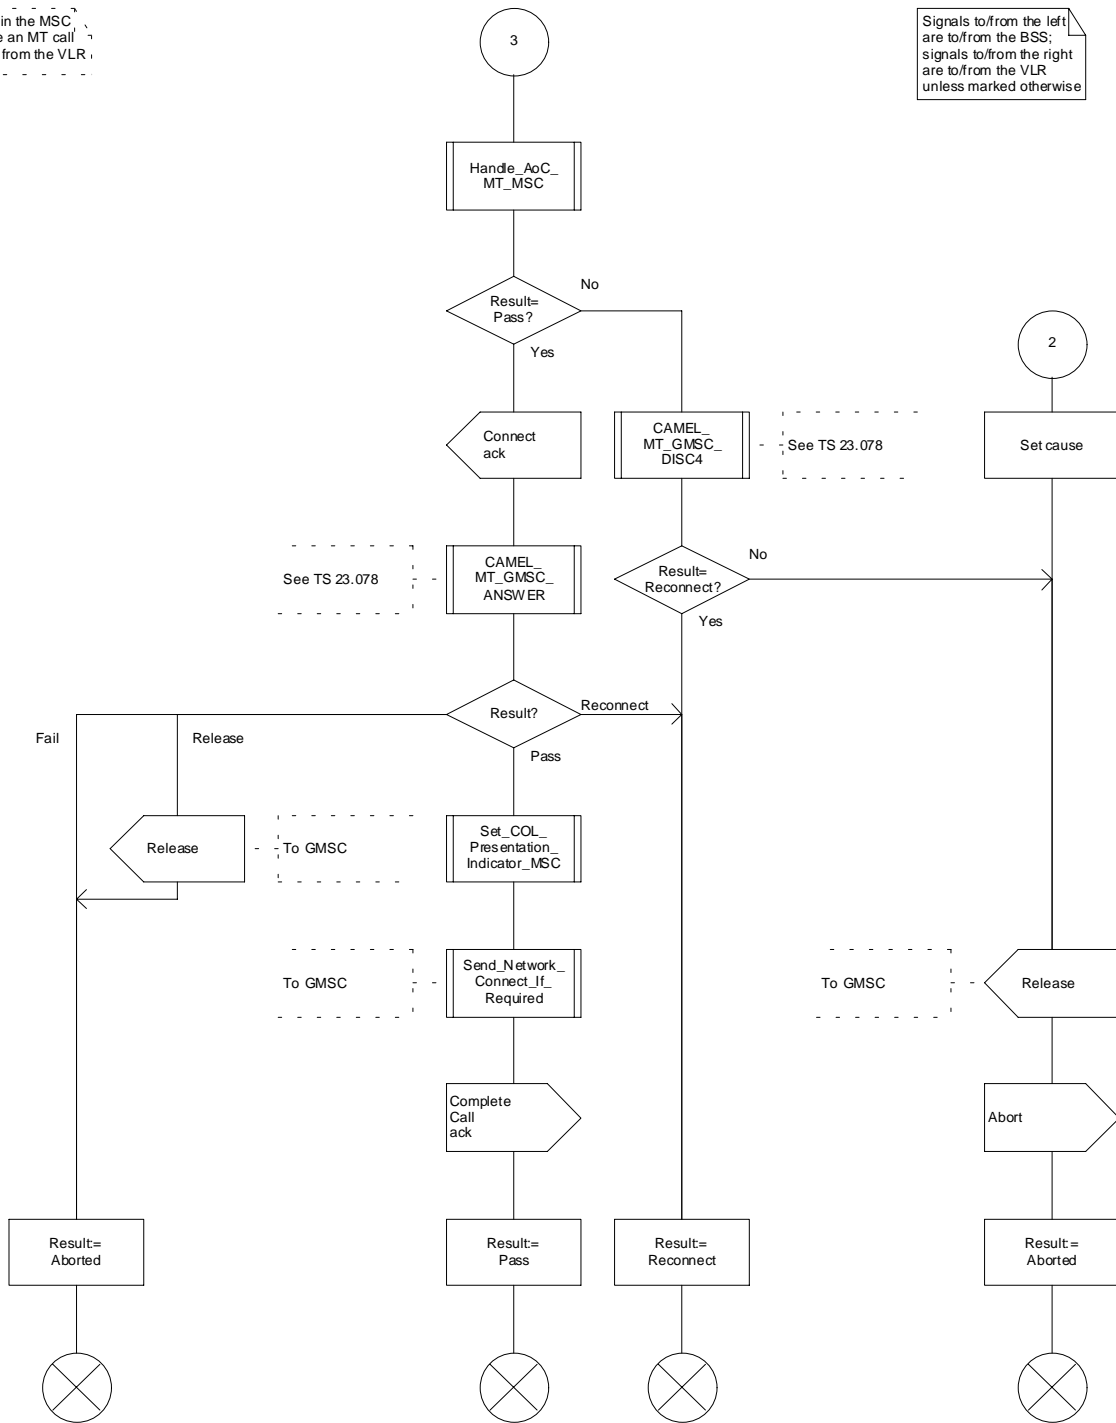 in the MSC
e an MT call
from the VLR
3
Signals to/from the left
are to/from the BSS;
signals to/from the right
are to/from the VLR
unless marked otherwise
Handle_AoC_
MT_MSC
Result=
Pass?
No
Yes
2
Connect
ack
CAMEL_
MT_GMSC_
DISC4
See TS 23.078
Set cause
See TS 23.078
CAMEL_
MT_GMSC_
ANSWER
Result=
Reconnect?
No
Yes
Result?
Reconnect
Fail
Release
Pass
Release
To GMSC
Set_COL_
Presentation_
Indicator_MSC
To GMSC
Send_Network_
Connect_If_
Required
To GMSC
Release
Complete
Call
ack
Abort
Result:=
Aborted
Result:=
Pass
Result:=
Reconnect
Result:=
Aborted